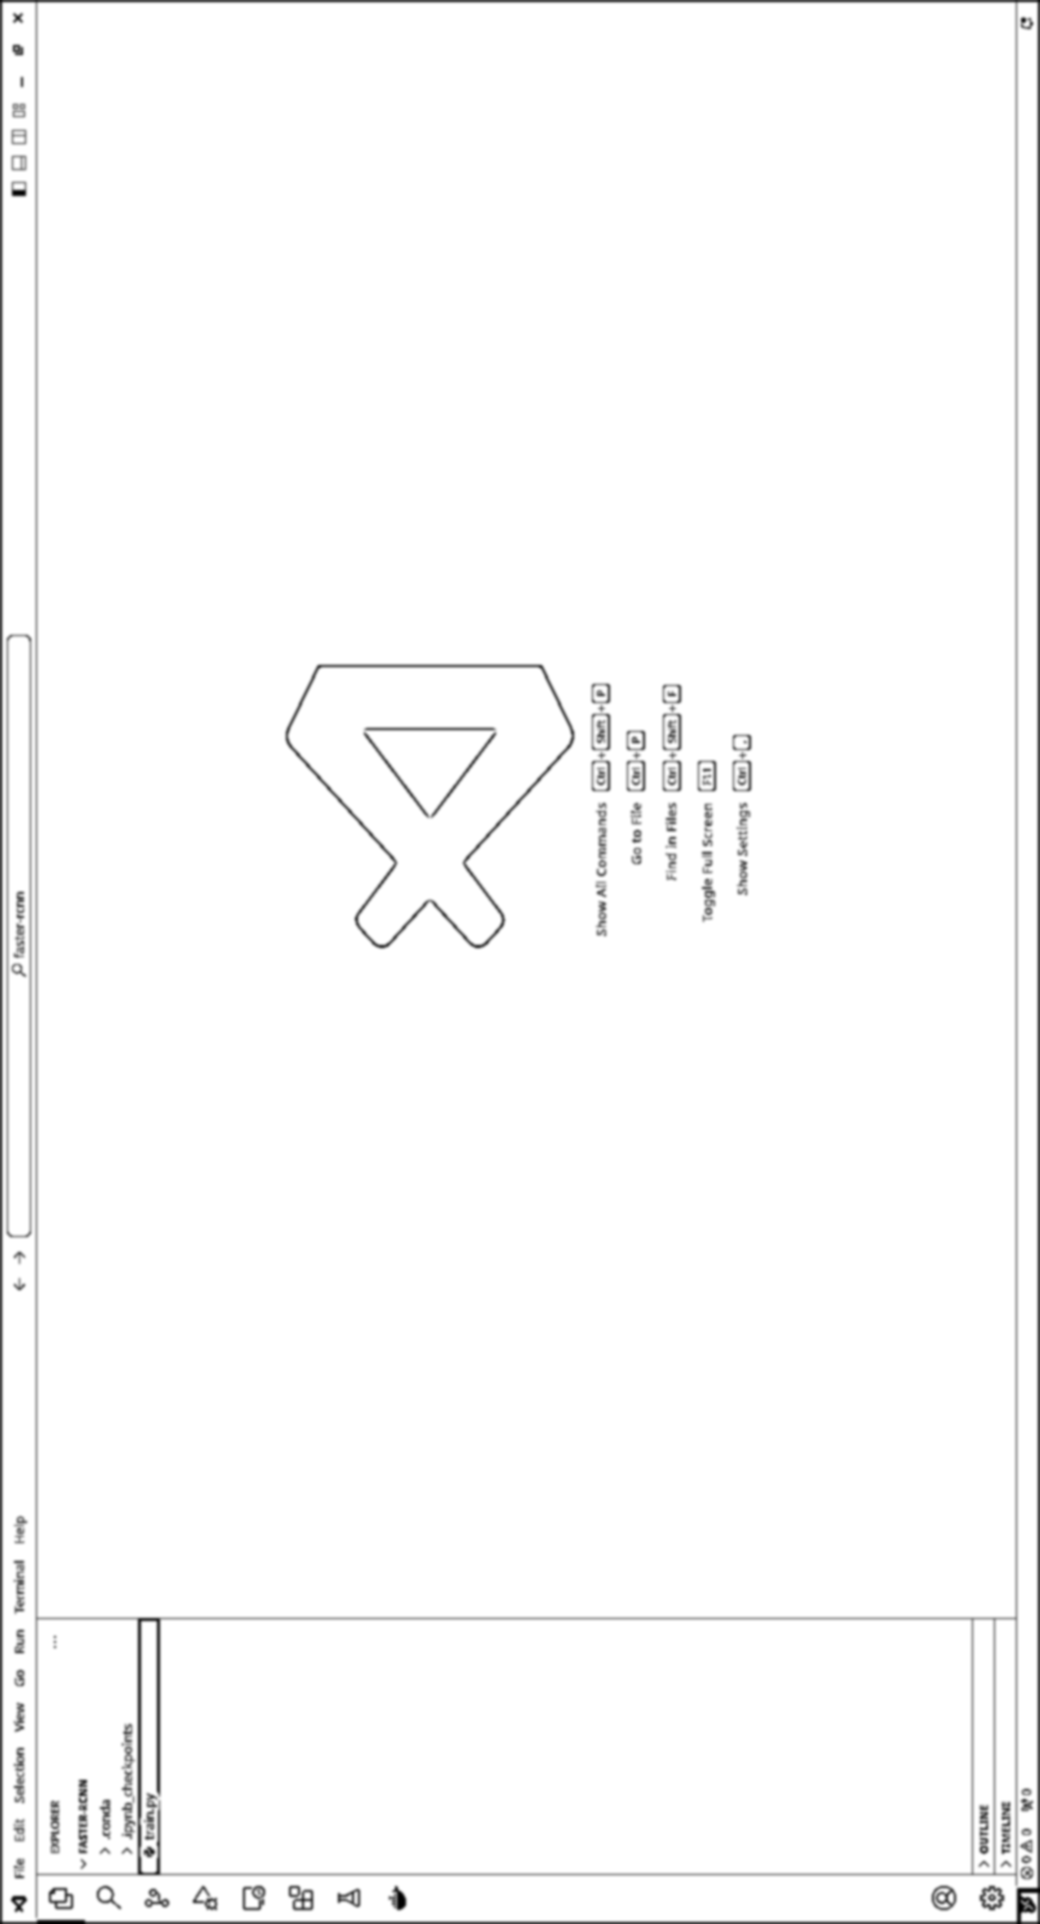 File Edit Selection View Go Run Terminal Help
faster-rcnn
EXPLORER ...
FASTER-RCNN
.conda
.ipynb_checkpoints
train.py
Show All Commands Ctrl + Shift + P
Go to File Ctrl + P
Find in Files Ctrl + Shift + F
Toggle Full Screen F11
Show Settings Ctrl + ,
OUTLINE
TIMELINE
0 0 0